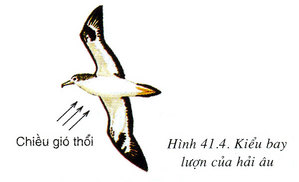 Chiều gió thổi
Hình 41.4. Kiểu bay
lượn của hải âu